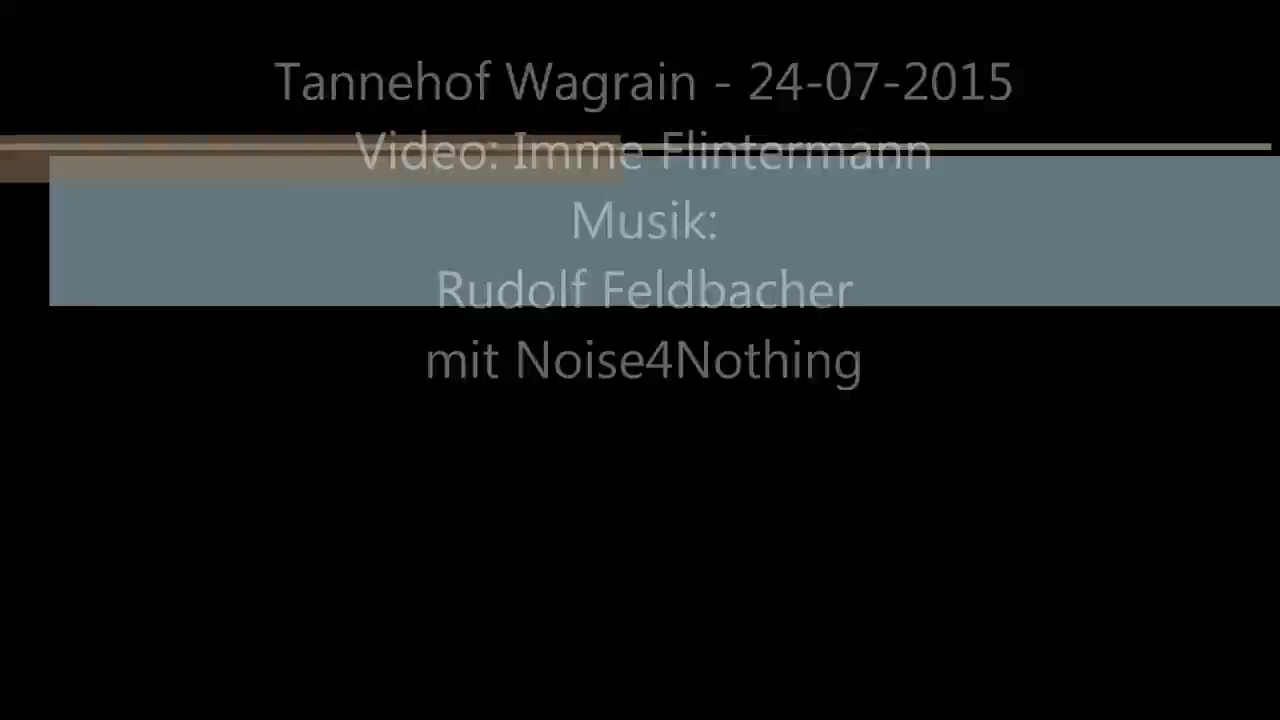 Tannehof Wagrain - 24-07-2015
Video: Imme Flintermann
Musik:
Rudolf Feldbacher
mit Noise4Nothing